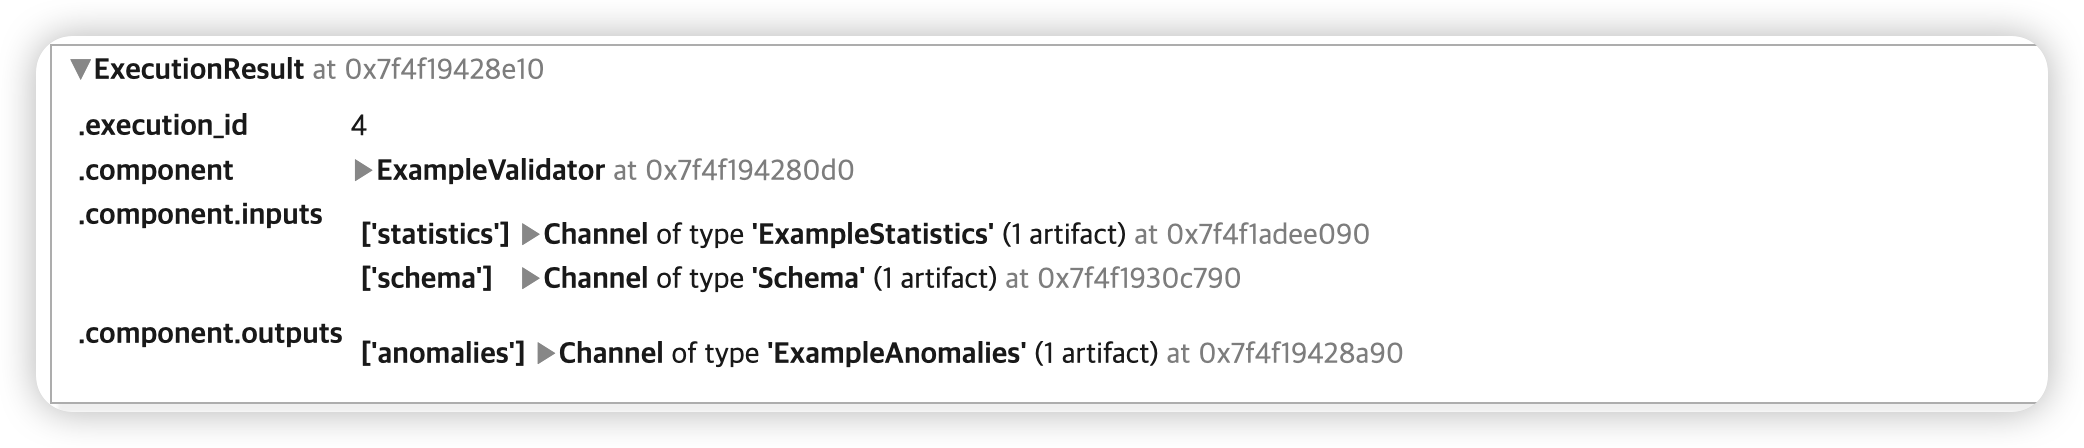 ▼ExecutionResult at 0x7f4f19428e10
.execution_id 4
.component ▶ExampleValidator at 0x7f4f194280d0
.component.inputs
['statistics'] ▶Channel of type 'ExampleStatistics' (1 artifact) at 0x7f4f1adee090
['schema'] ▶Channel of type 'Schema' (1 artifact) at 0x7f4f1930c790
.component.outputs
['anomalies'] ▶Channel of type 'ExampleAnomalies' (1 artifact) at 0x7f4f19428a90